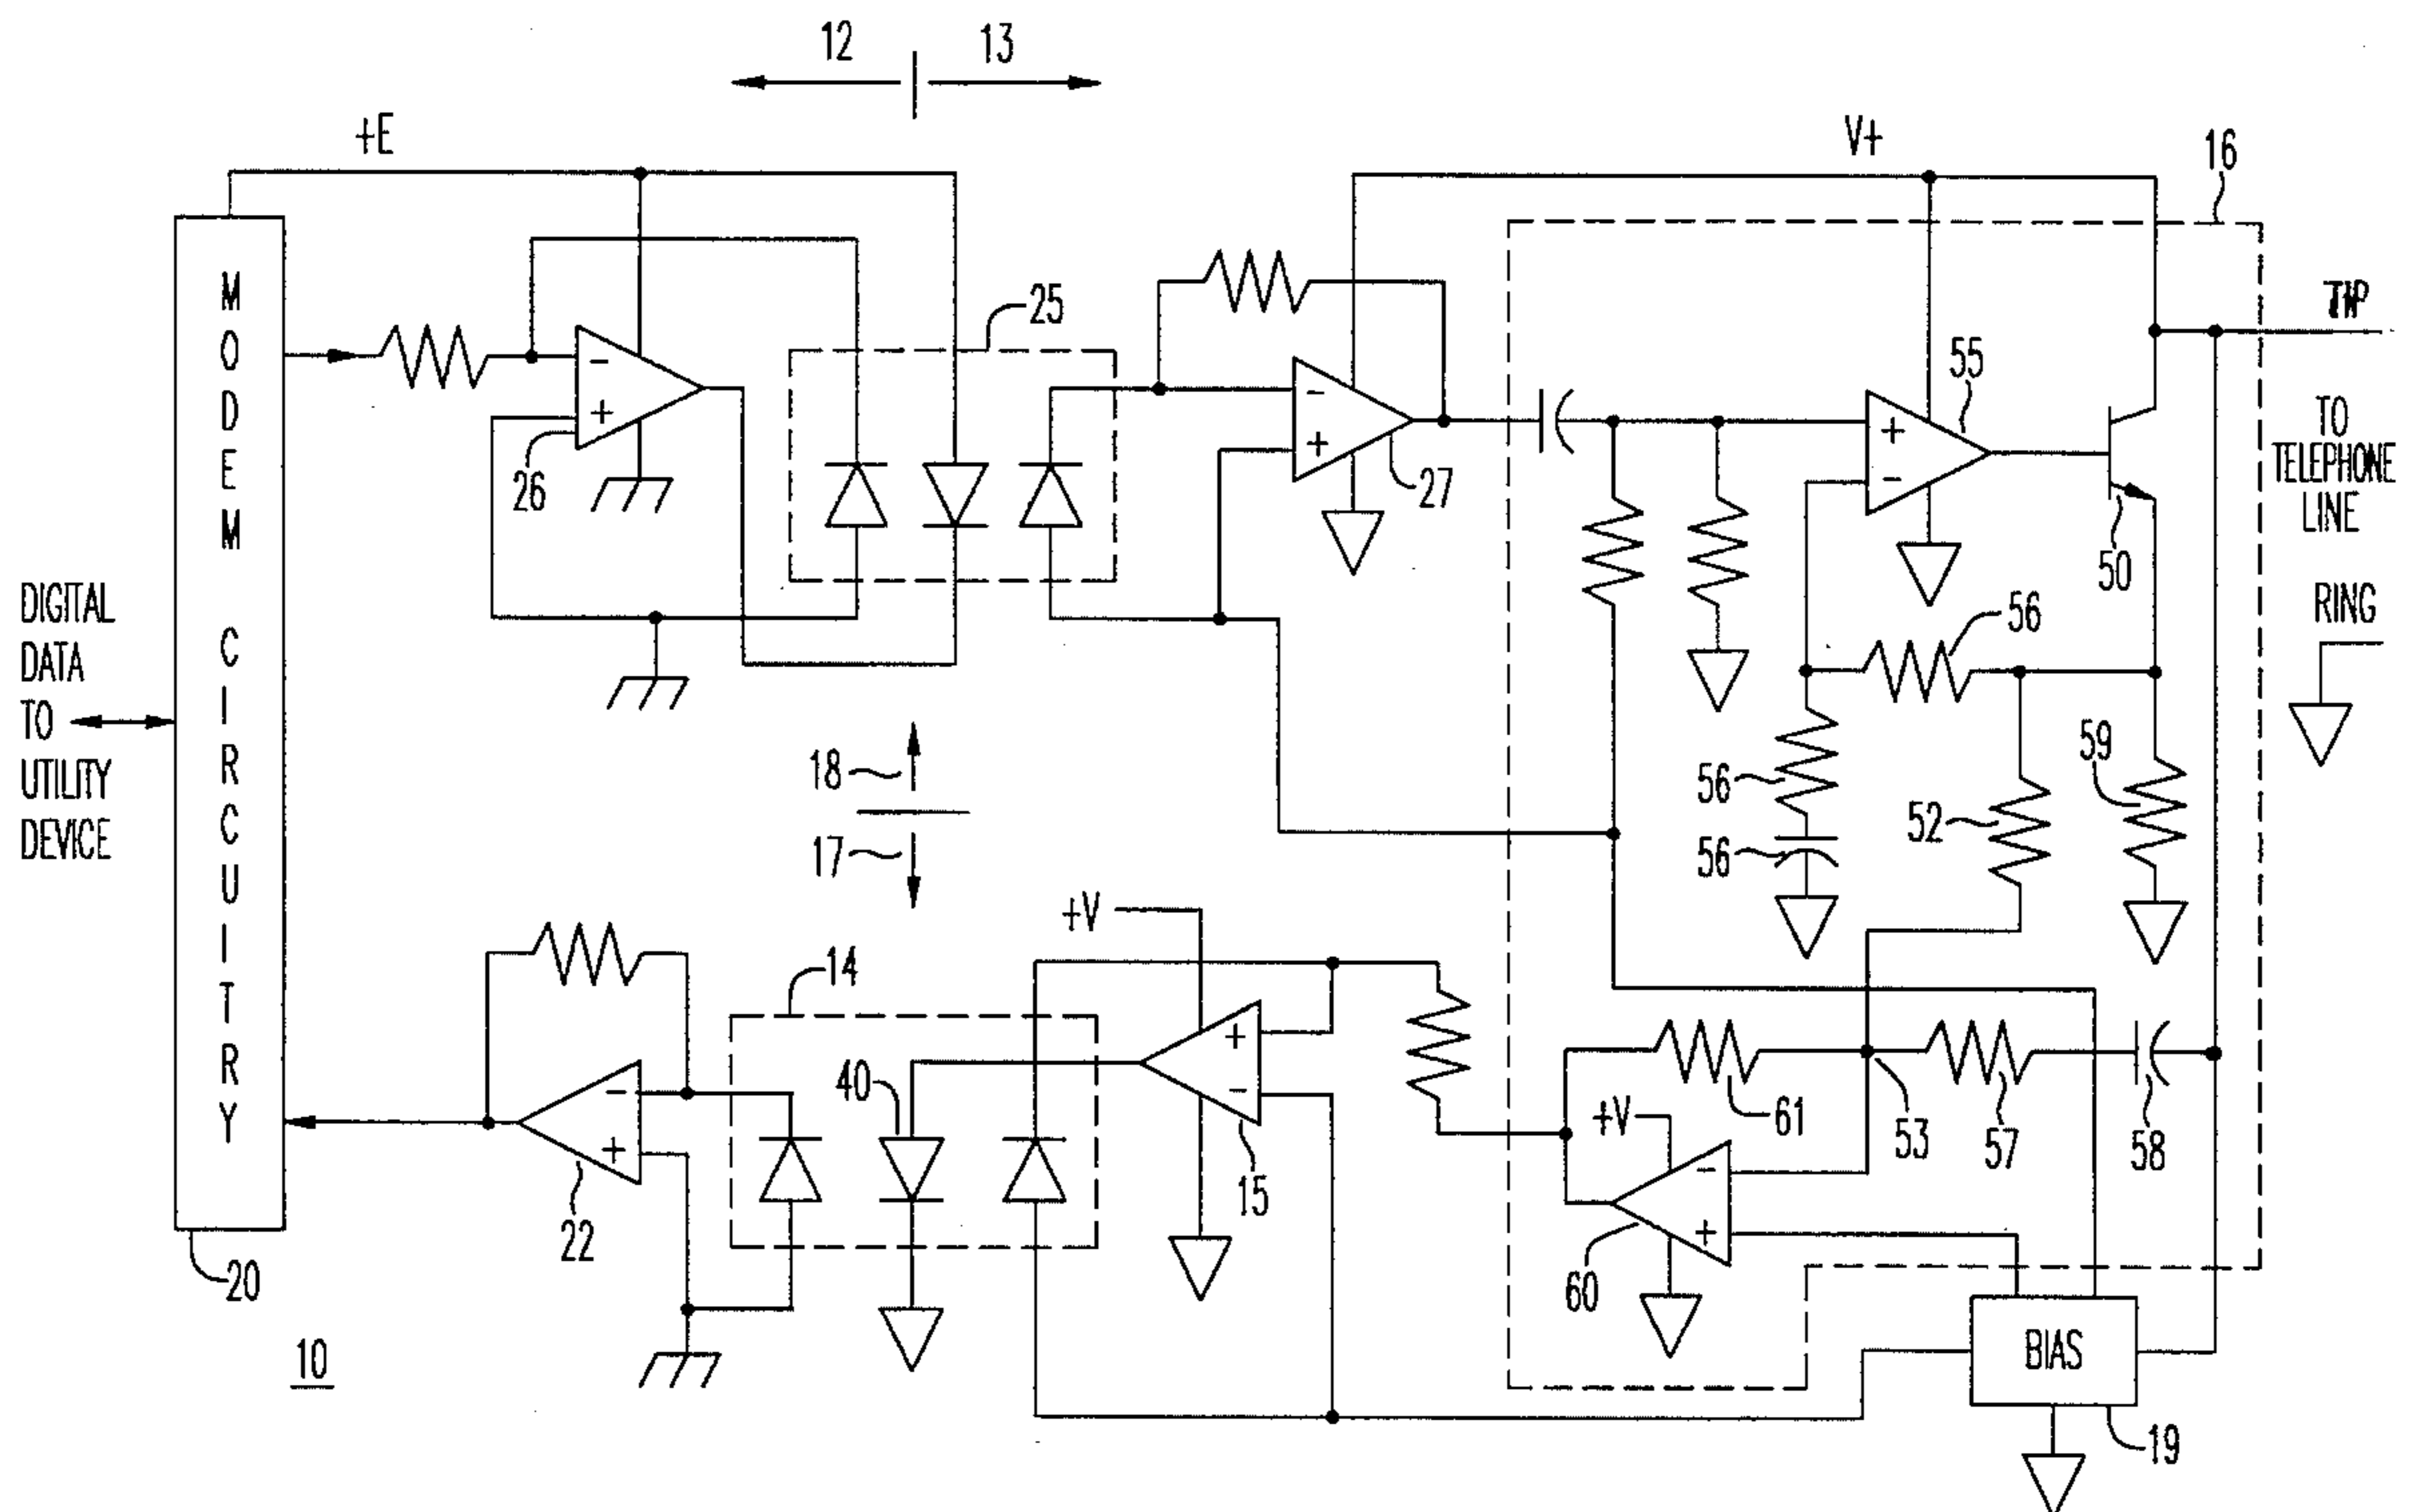 12
13
+E
V+
16
MODEM CIRCUITRY
25
-
+
26
-
+
27
55
+
-
50
TIP
TO
TELEPHONE
LINE
RING
DIGITAL
DATA
TO
UTILITY
DEVICE
18
17
56
56
56
52
59
+V
14
40
+
-
15
-
+
22
20
61
53
57
58
+V
-
+
60
BIAS
19
10